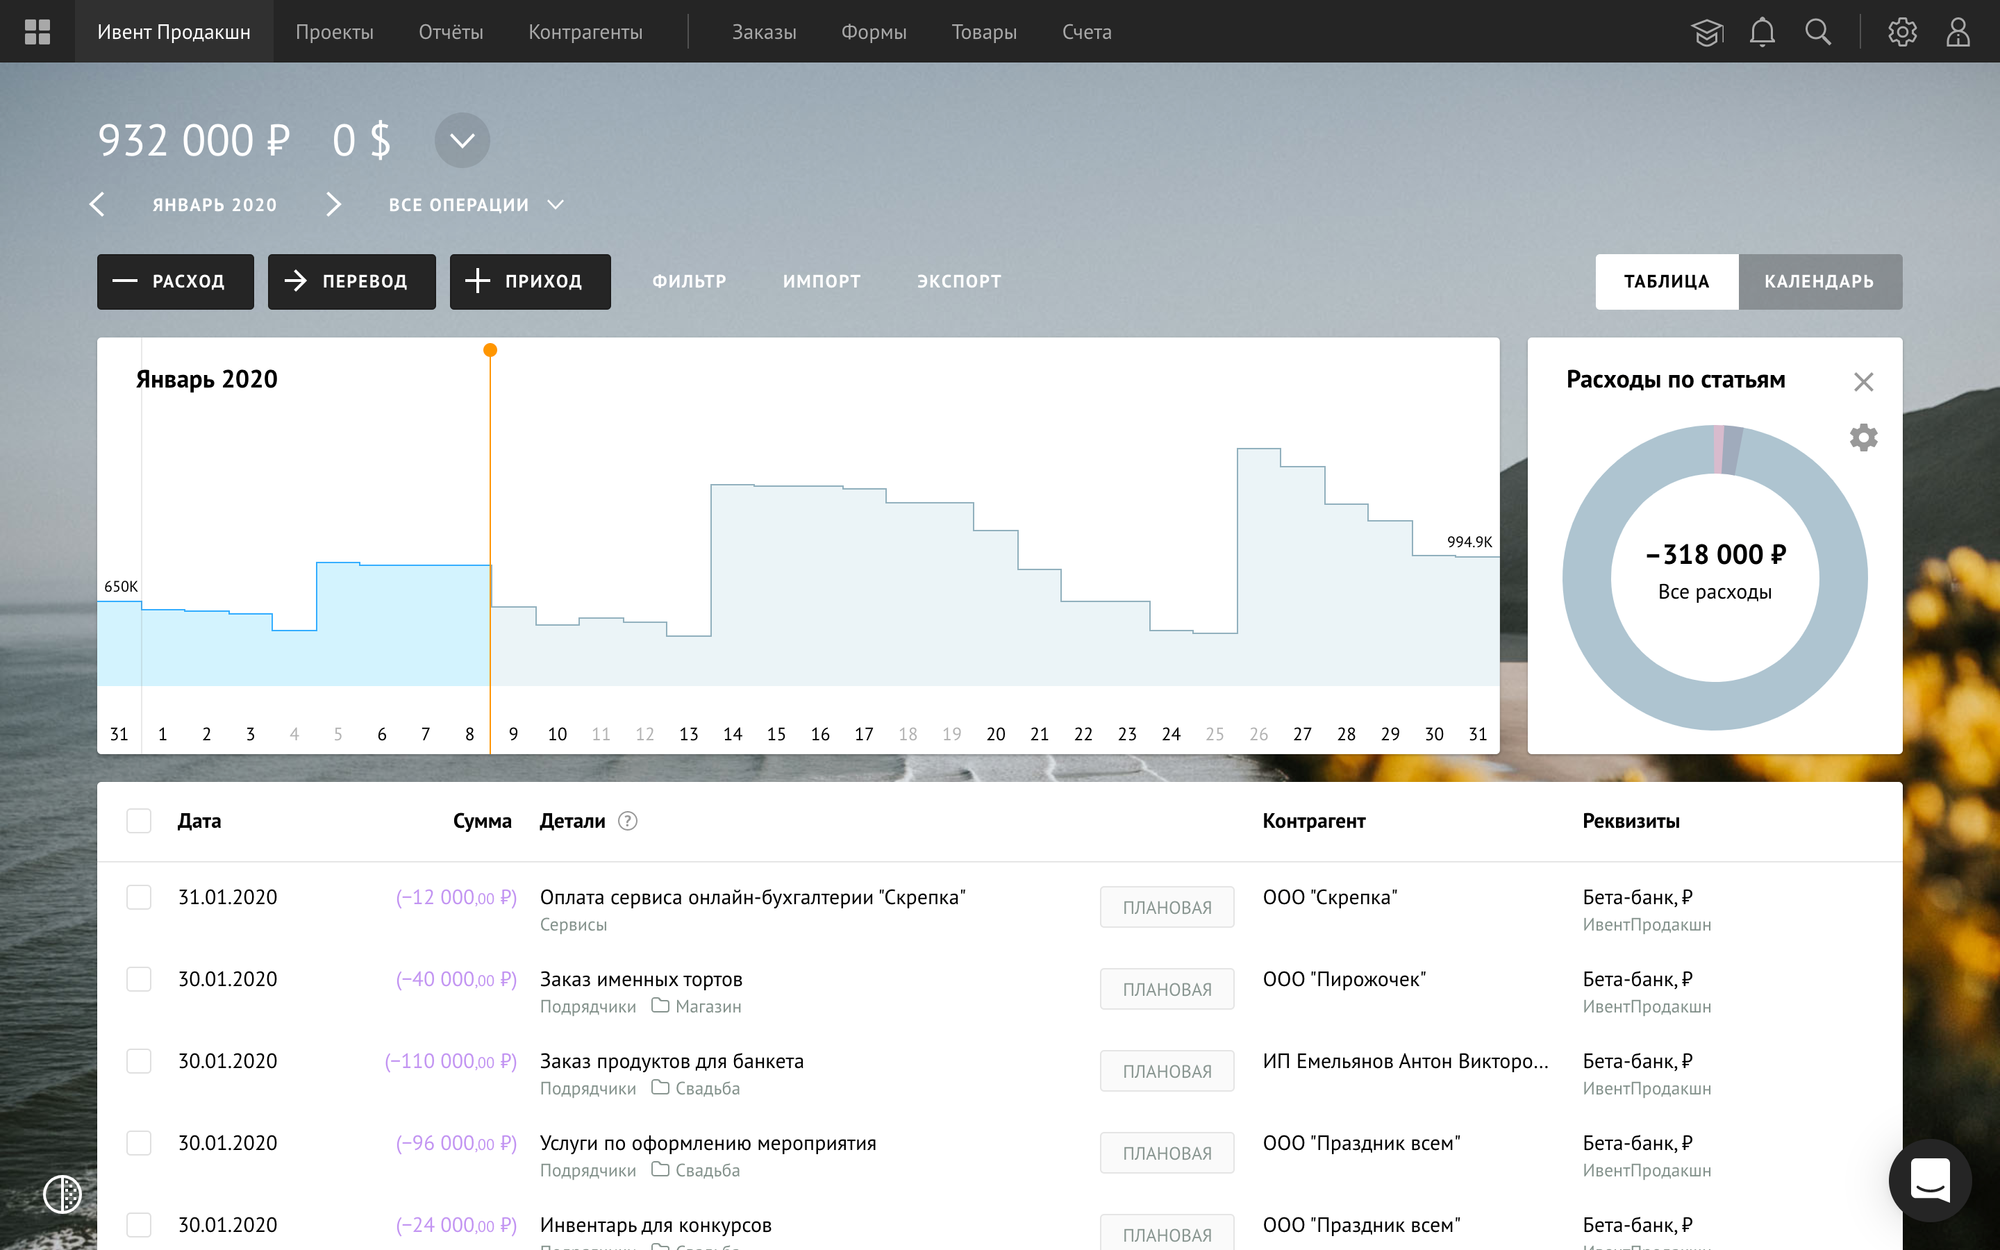 Ивент Продакшн Проекты Отчёты Контрагенты Заказы Формы Товары Счета
932 000 ₽ 0 $
ЯНВАРЬ 2020 ВСЕ ОПЕРАЦИИ
РАСХОД ПЕРЕВОД ПРИХОД ФИЛЬТР ИМПОРТ ЭКСПОРТ ТАБЛИЦА КАЛЕНДАРЬ
Январь 2020
650K
994.9K
31 1 2 3 4 5 6 7 8 9 10 11 12 13 14 15 16 17 18 19 20 21 22 23 24 25 26 27 28 29 30 31
Расходы по статьям
−318 000 ₽
Все расходы
Дата Сумма Детали ? Контрагент Реквизиты
31.01.2020 (−12 000,00 ₽) Оплата сервиса онлайн-бухгалтерии "Скрепка" ПЛАНОВАЯ ООО "Скрепка" Бета-банк, ₽
Сервисы ИвентПродакшн
30.01.2020 (−40 000,00 ₽) Заказ именных тортов ПЛАНОВАЯ ООО "Пирожочек" Бета-банк, ₽
Подрядчики Магазин ИвентПродакшн
30.01.2020 (−110 000,00 ₽) Заказ продуктов для банкета ПЛАНОВАЯ ИП Емельянов Антон Викторо... Бета-банк, ₽
Подрядчики Свадьба ИвентПродакшн
30.01.2020 (−96 000,00 ₽) Услуги по оформлению мероприятия ПЛАНОВАЯ ООО "Праздник всем" Бета-банк, ₽
Подрядчики Свадьба ИвентПродакшн
30.01.2020 (−24 000,00 ₽) Инвентарь для конкурсов ПЛАНОВАЯ ООО "Праздник всем" Бета-банк, ₽